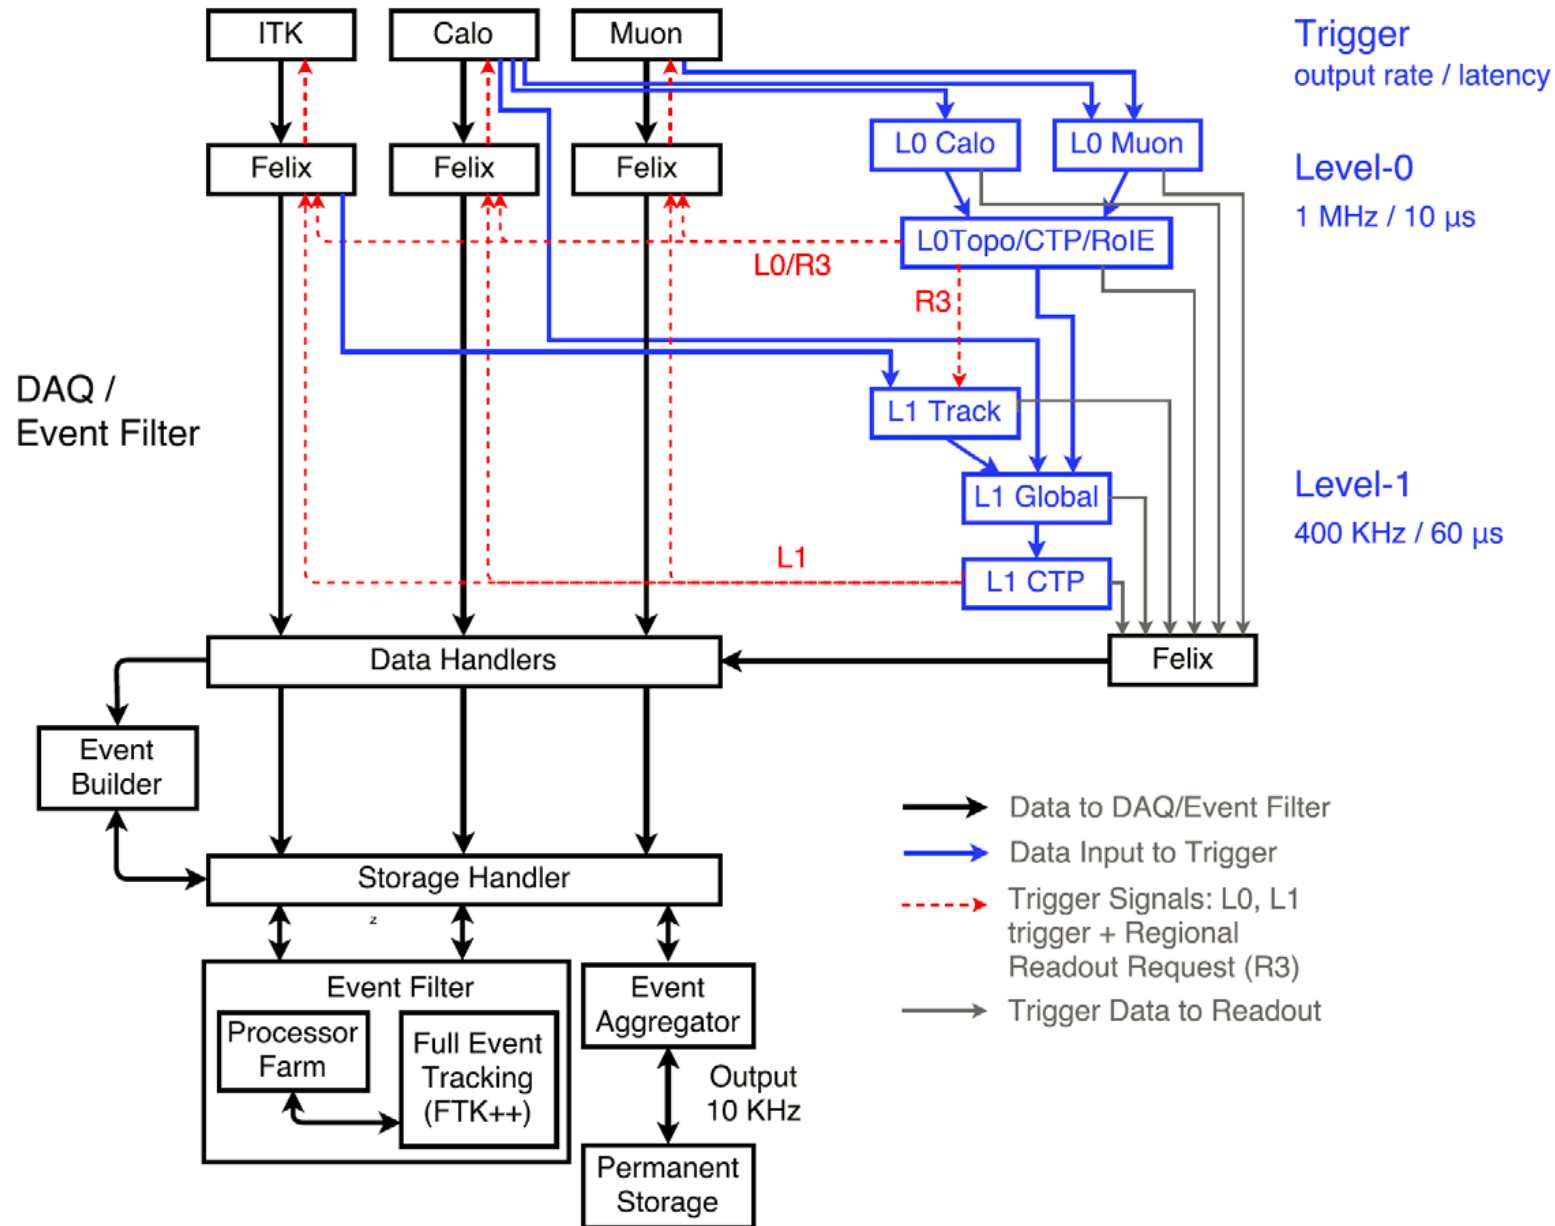 ITK
Calo
Muon
Trigger
output rate / latency
L0 Calo
L0 Muon
Felix
Felix
Felix
Level-0
1 MHz / 10 µs
L0Topo/CTP/RoIE
L0/R3
R3
DAQ /
Event Filter
L1 Track
L1 Global
Level-1
400 KHz / 60 µs
L1
L1 CTP
Data Handlers
Felix
Event
Builder
Storage Handler
z
Data to DAQ/Event Filter
Data Input to Trigger
Trigger Signals: L0, L1
trigger + Regional
Readout Request (R3)
Trigger Data to Readout
Event Filter
Processor
Farm
Full Event
Tracking
(FTK++)
Event
Aggregator
Output
10 KHz
Permanent
Storage